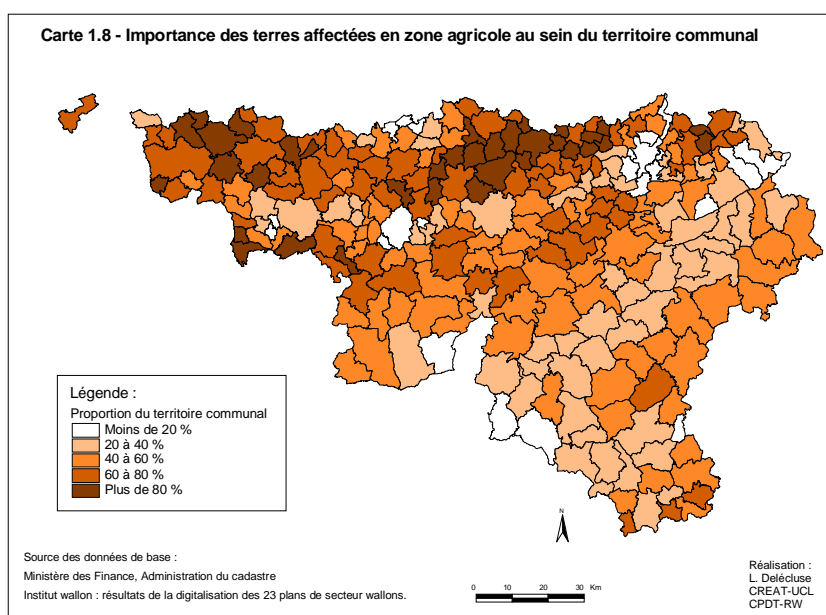 Carte 1.8 - Importance des terres affectées en zone agricole au sein du territoire communal
Légende :
Proportion du territoire communal
Moins de 20 %
20 à 40 %
40 à 60 %
60 à 80 %
Plus de 80 %
N
Source des données de base :
Ministère des Finance, Administration du cadastre
Institut wallon : résultats de la digitalisation des 23 plans de secteur wallons.
0 10 20 30 Km
Réalisation :
L. Delécluse
CREAT-UCL
CPDT-RW